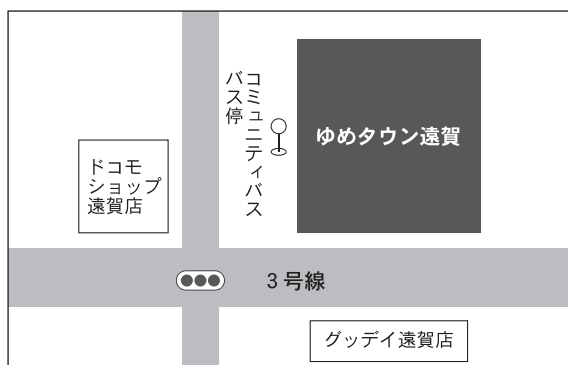 コミュニティバス
バス停
ゆめタウン遠賀
ドコモ
ショップ
遠賀店
3号線
グッデイ遠賀店